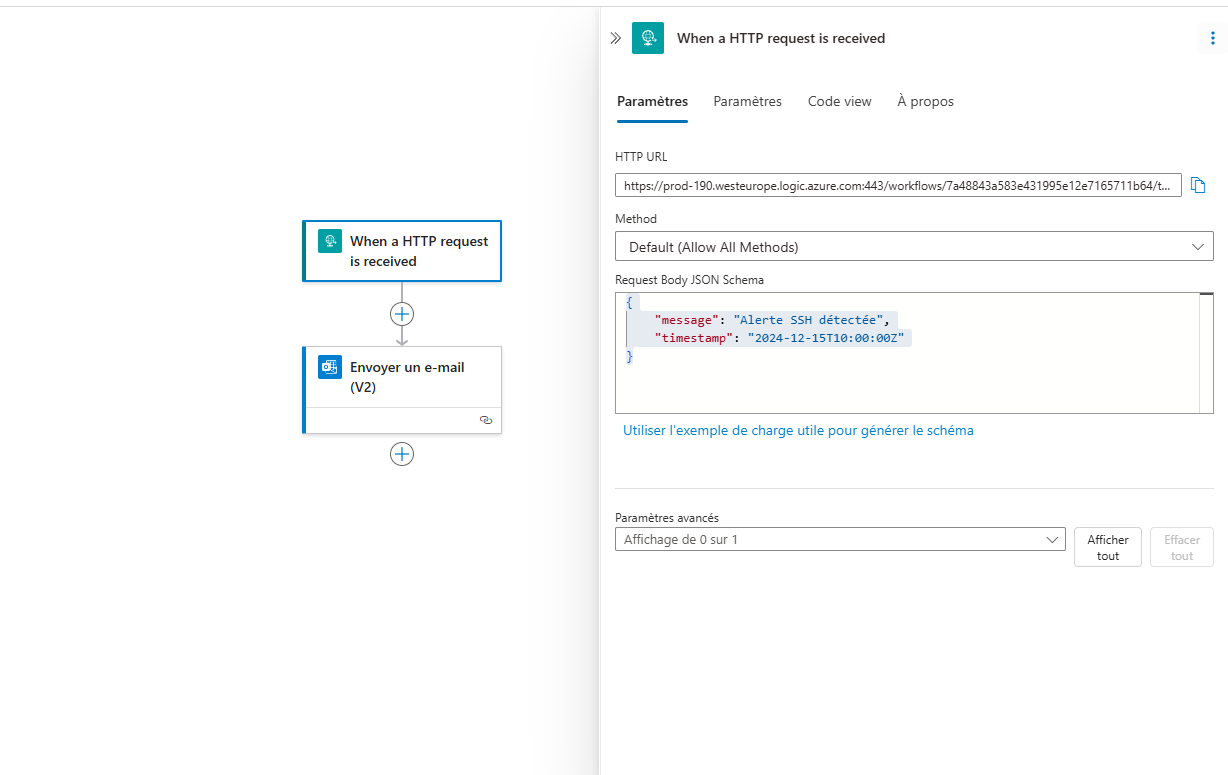 When a HTTP request
is received
Envoyer un e-mail
(V2)
When a HTTP request is received
Paramètres Paramètres Code view À propos
HTTP URL
https://prod-190.westeurope.logic.azure.com:443/workflows/7a48843a583e431995e12e7165711b64/t...
Method
Default (Allow All Methods)
Request Body JSON Schema
{
"message": "Alerte SSH détectée",
"timestamp": "2024-12-15T10:00:00Z"
}
Utiliser l'exemple de charge utile pour générer le schéma
Paramètres avancés
Affichage de 0 sur 1
Afficher
tout
Effacer
tout